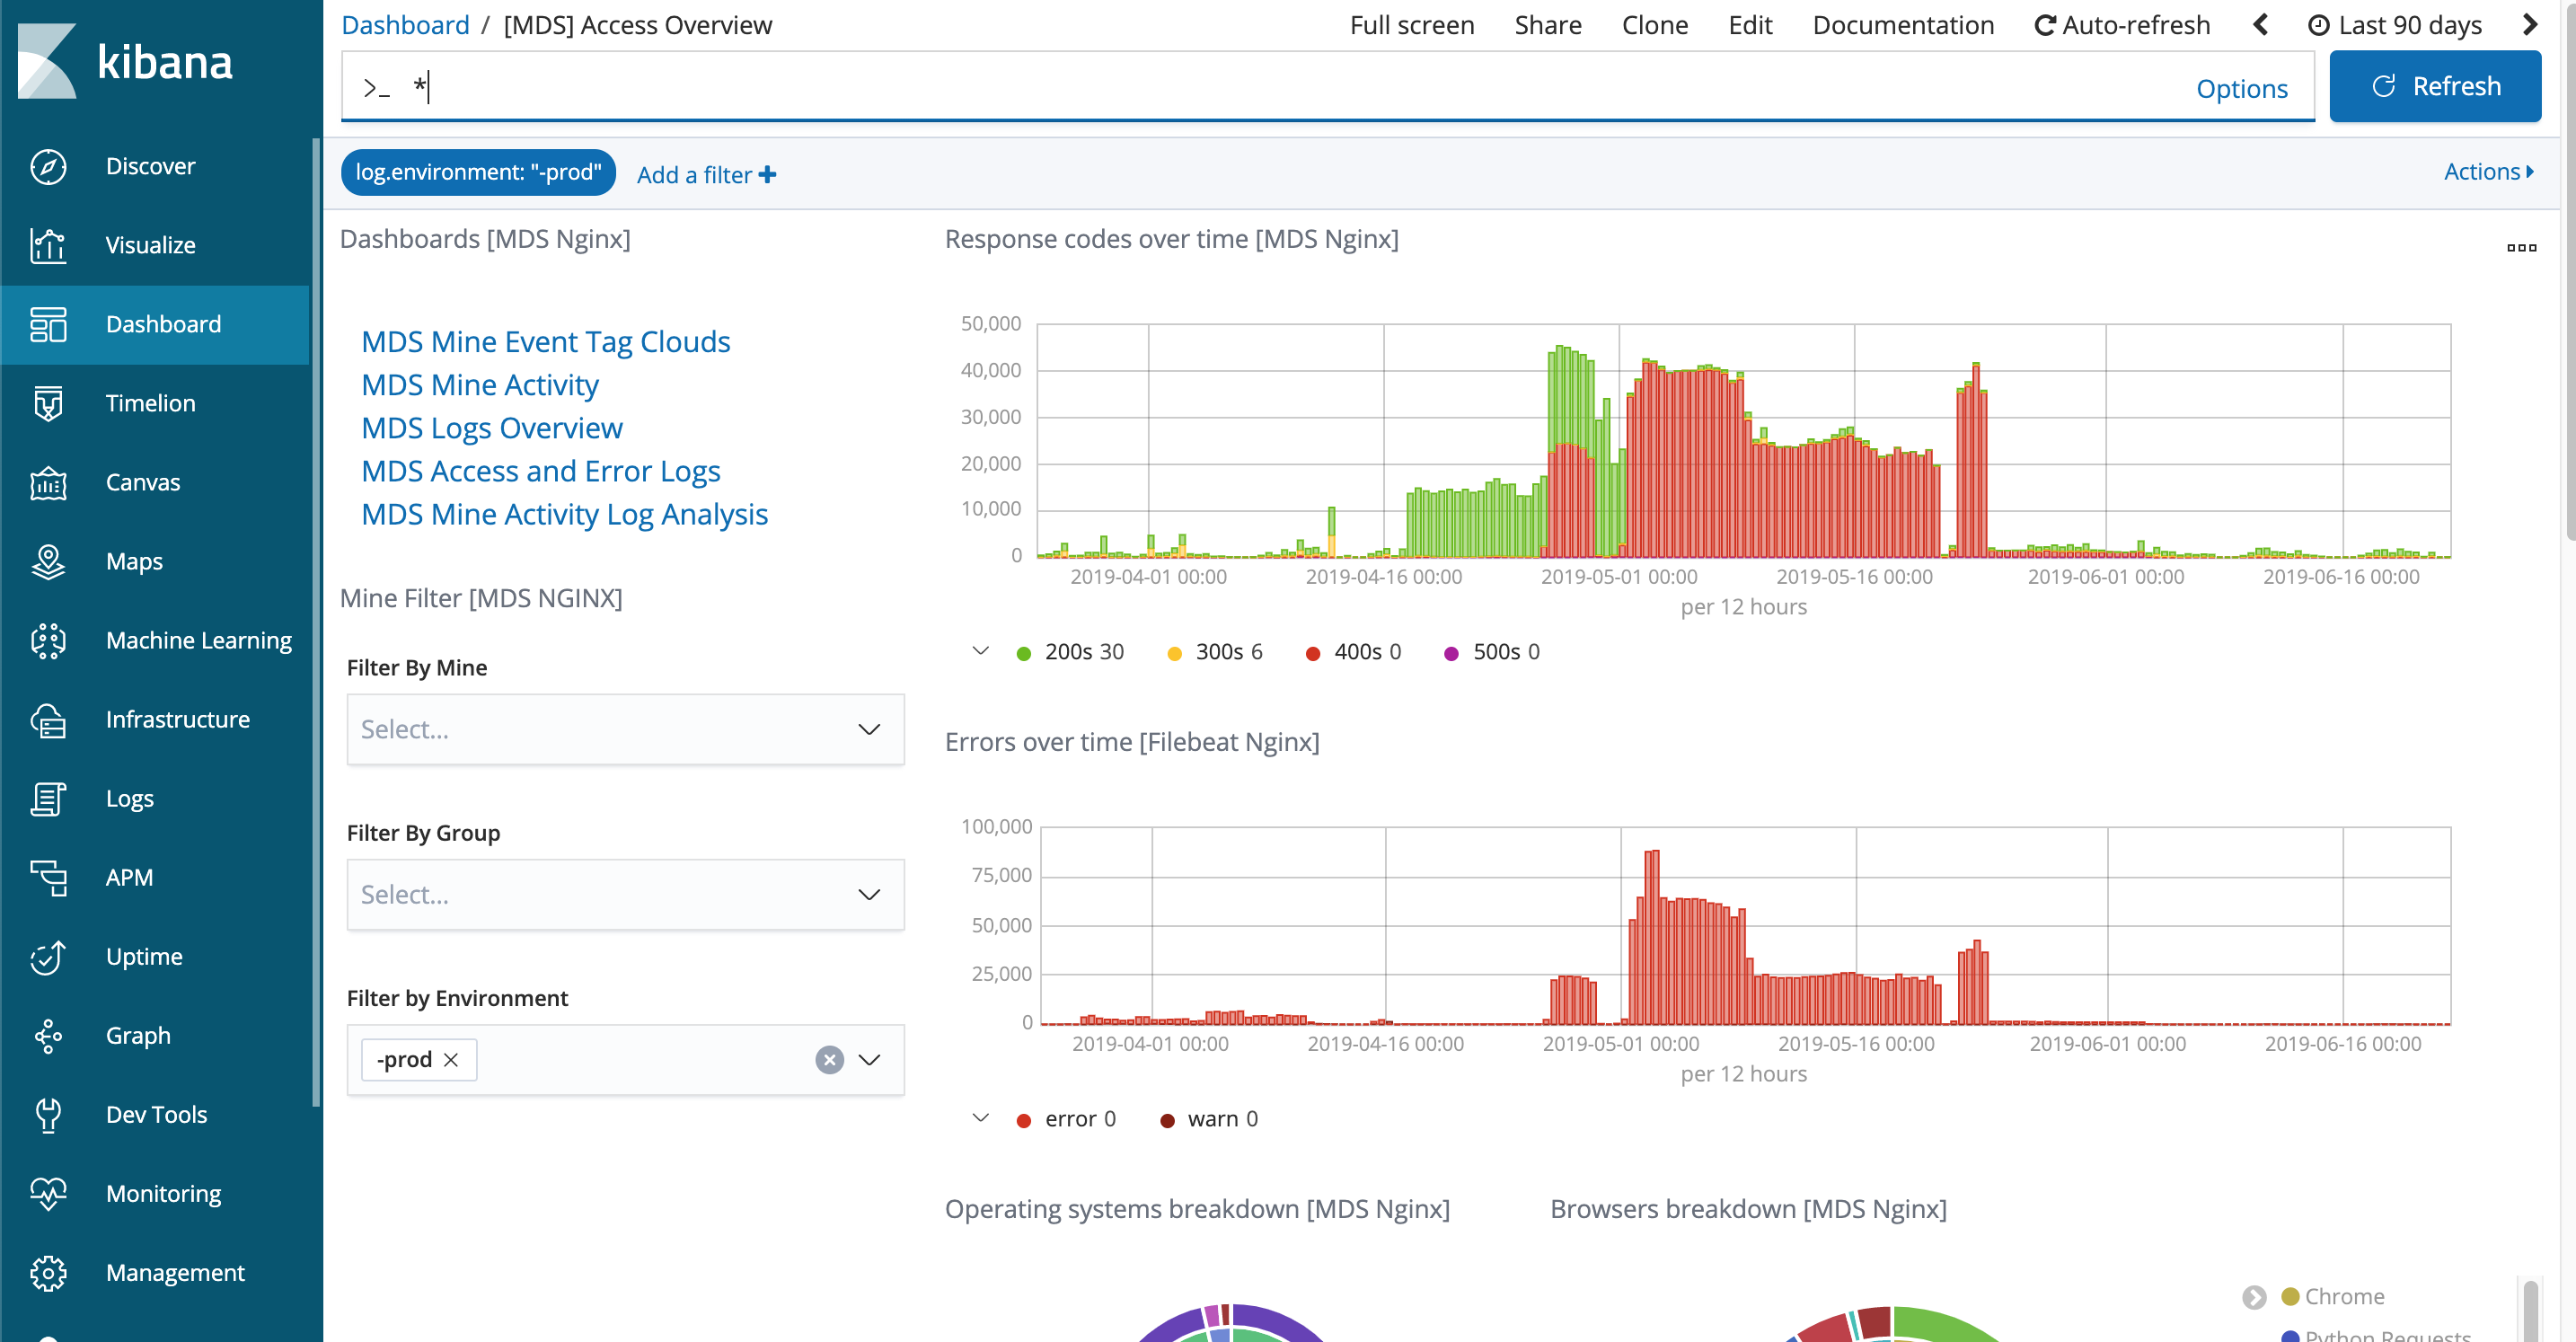 kibana
Discover
Visualize
Dashboard
Timelion
Canvas
Maps
Machine Learning
Infrastructure
Logs
APM
Uptime
Graph
Dev Tools
Monitoring
Management
Dashboard / [MDS] Access Overview
Full screen Share Clone Edit Documentation Auto-refresh Last 90 days
>_ *
Options
Refresh
log.environment: "-prod"
Add a filter +
Actions
Dashboards [MDS Nginx]
MDS Mine Event Tag Clouds
MDS Mine Activity
MDS Logs Overview
MDS Access and Error Logs
MDS Mine Activity Log Analysis
Mine Filter [MDS NGINX]
Filter By Mine
Select...
Filter By Group
Select...
Filter by Environment
-prod ×
Response codes over time [MDS Nginx]
50,000
40,000
30,000
20,000
10,000
0
2019-04-01 00:00 2019-04-16 00:00 2019-05-01 00:00 2019-05-16 00:00 2019-06-01 00:00 2019-06-16 00:00
per 12 hours
200s 30 300s 6 400s 0 500s 0
Errors over time [Filebeat Nginx]
100,000
75,000
50,000
25,000
0
2019-04-01 00:00 2019-04-16 00:00 2019-05-01 00:00 2019-05-16 00:00 2019-06-01 00:00 2019-06-16 00:00
per 12 hours
error 0 warn 0
Operating systems breakdown [MDS Nginx]
Browsers breakdown [MDS Nginx]
Chrome
Python Requests